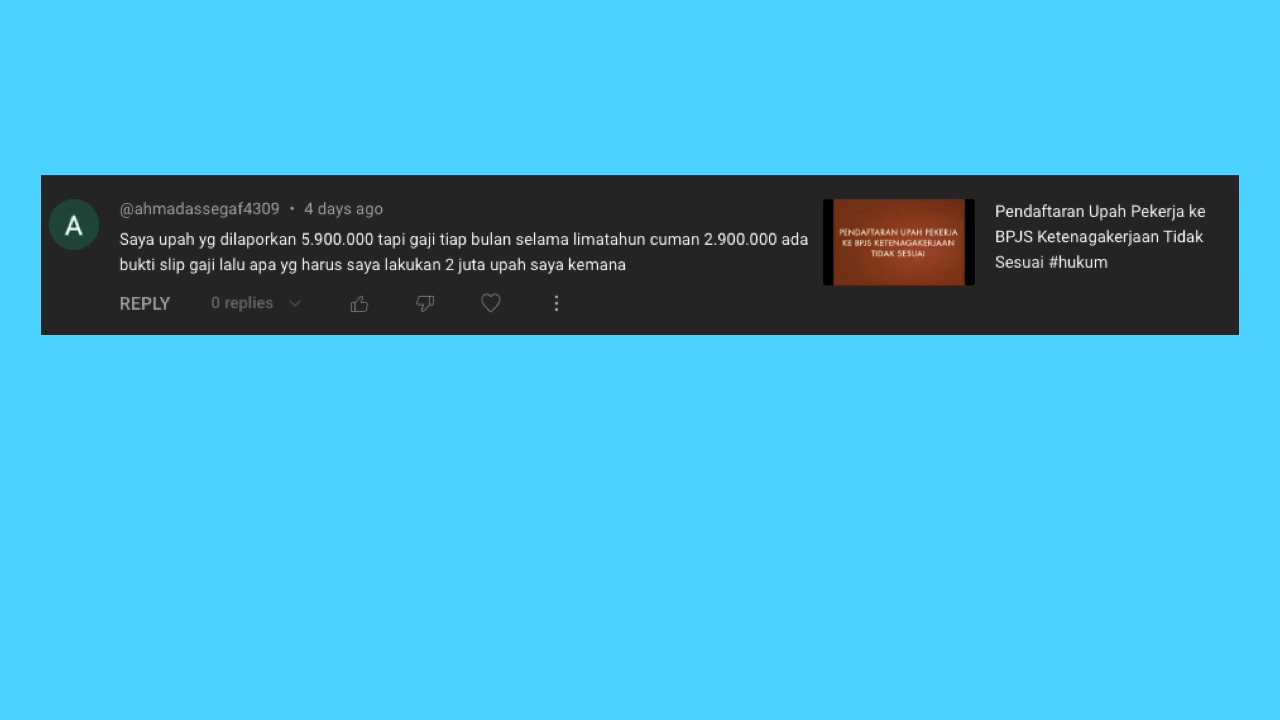 A
@ahmadassegaf4309 • 4 days ago
Saya upah yg dilaporkan 5.900.000 tapi gaji tiap bulan selama limatahun cuman 2.900.000 ada
bukti slip gaji lalu apa yg harus saya lakukan 2 juta upah saya kemana
REPLY 0 replies
PENDAFTARAN UPAH PEKERJA
KE BPJS KETENAGAKERJAAN
TIDAK SESUAI
Pendaftaran Upah Pekerja ke
BPJS Ketenagakerjaan Tidak
Sesuai #hukum